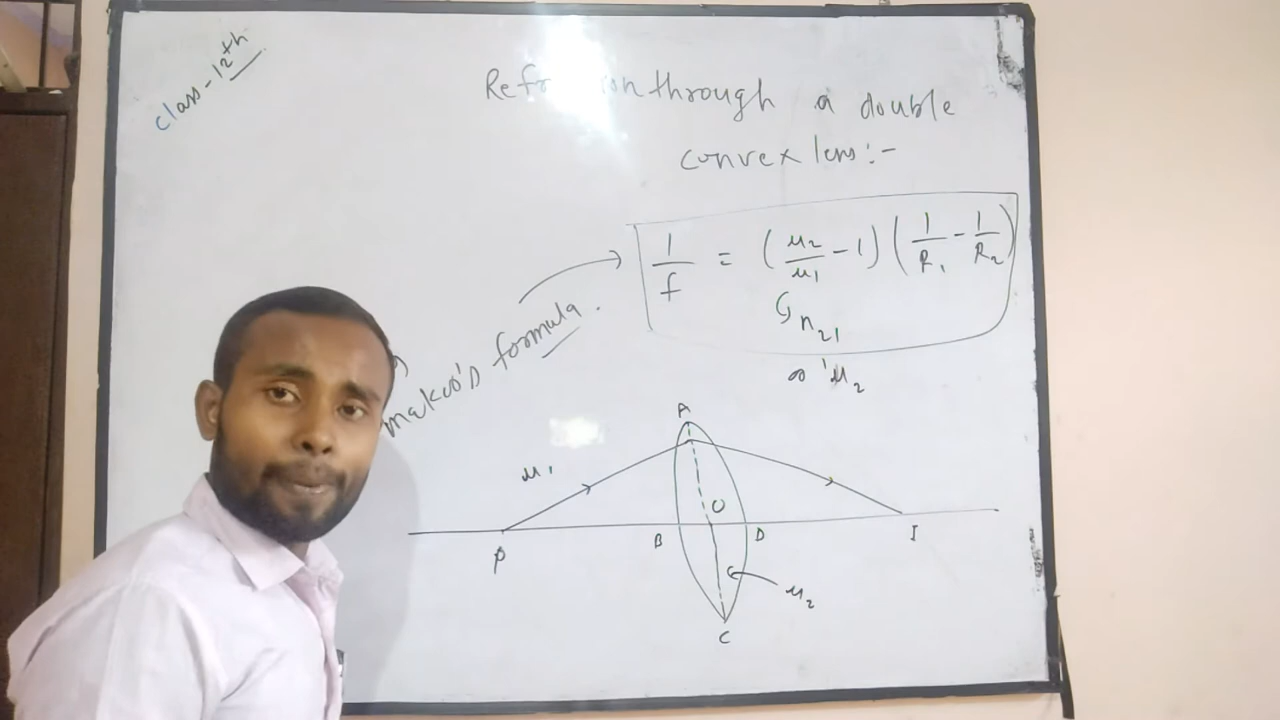 class-12th
Ref ion through a double
convex lens:-
1/f = (μ2/μ1 - 1) (1/R1 - 1/R2)
n21
μ2
formula.
A
μ1
O
P B D I
μ2
C